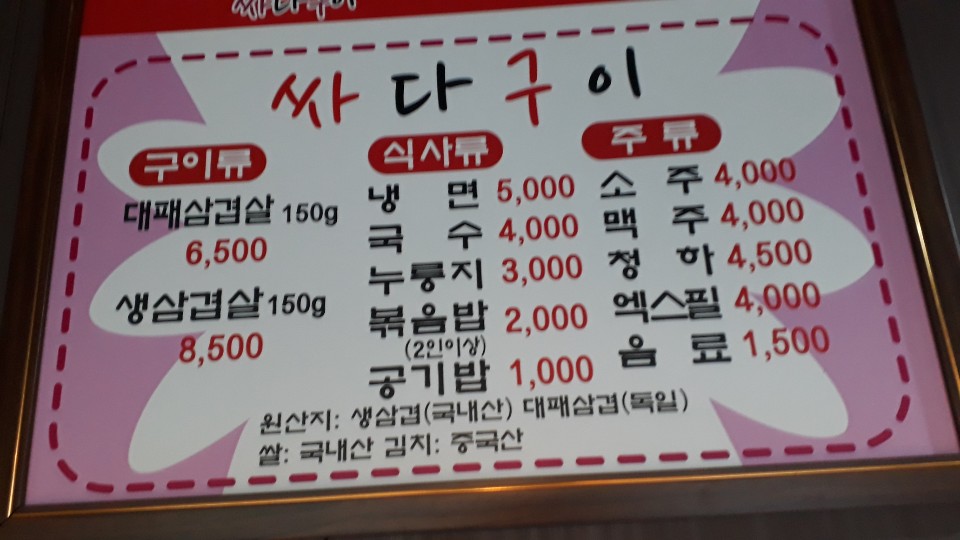 싸다구이
싸다구이
구이류
대패삼겹살 150g
6,500
생삼겹살 150g
8,500
식사류
냉 면 5,000
국 수 4,000
누룽지 3,000
볶음밥 2,000
(2인이상)
공기밥 1,000
주 류
소 주 4,000
맥 주 4,000
청 하 4,500
엑스필 4,000
음 료 1,500
원산지: 생삼겹(국내산) 대패삼겹(독일)
쌀: 국내산 김치: 중국산